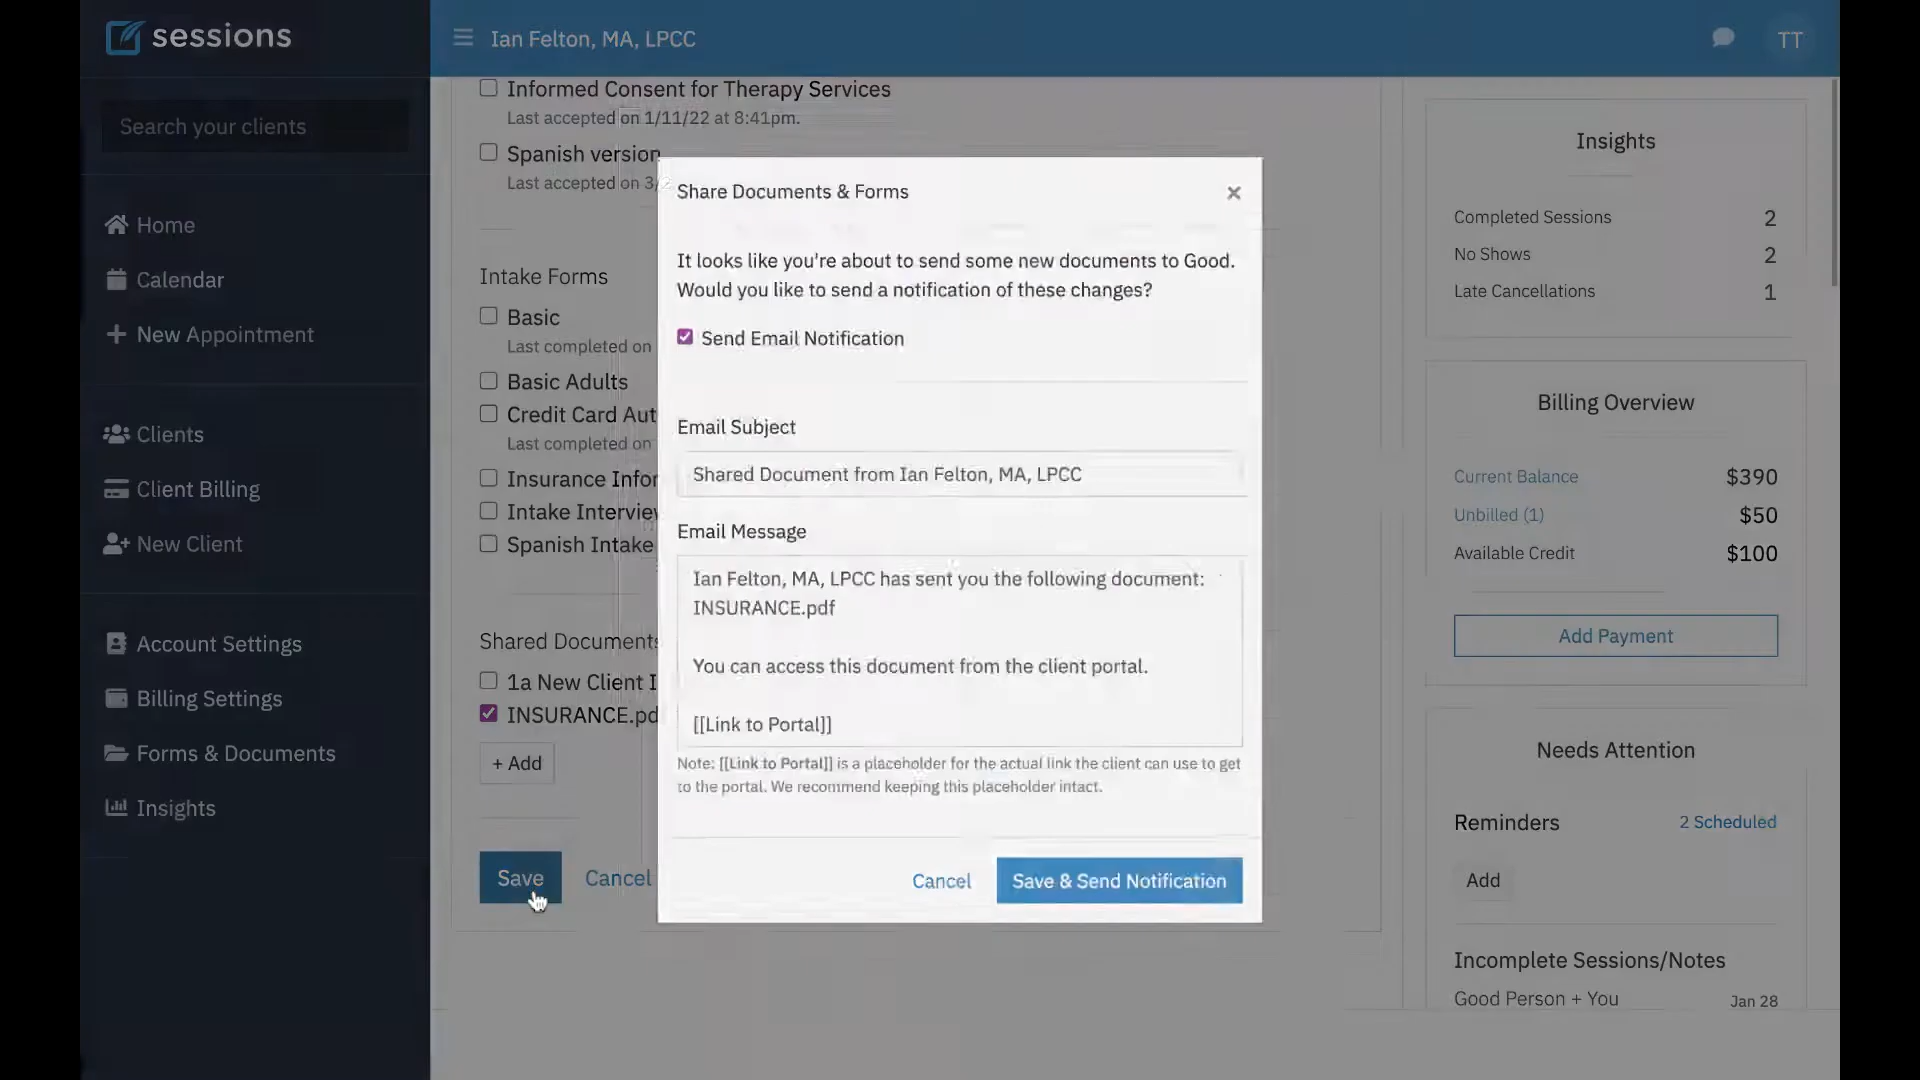 sessions
Search your clients
Home
Calendar
New Appointment
Clients
Client Billing
New Client
Account Settings
Billing Settings
Forms & Documents
Insights
Ian Felton, MA, LPCC
TT
Informed Consent for Therapy Services
Last accepted on 1/11/22 at 8:41pm.
Spanish version
Last accepted on 3/
Intake Forms
Basic
Last completed on
Basic Adults
Credit Card Aut
Last completed on
Insurance Infor
Intake Interview
Spanish Intake
Shared Documents
1a New Client I
INSURANCE.pd
+ Add
Save
Cancel
Share Documents & Forms
×
It looks like you're about to send some new documents to Good.
Would you like to send a notification of these changes?
Send Email Notification
Email Subject
Shared Document from Ian Felton, MA, LPCC
Email Message
Ian Felton, MA, LPCC has sent you the following document:
INSURANCE.pdf
You can access this document from the client portal.
[[Link to Portal]]
Note: [[Link to Portal]] is a placeholder for the actual link the client can use to get
to the portal. We recommend keeping this placeholder intact.
Cancel
Save & Send Notification
Insights
Completed Sessions 2
No Shows 2
Late Cancellations 1
Billing Overview
Current Balance $390
Unbilled (1) $50
Available Credit $100
Add Payment
Needs Attention
Reminders 2 Scheduled
Add
Incomplete Sessions/Notes
Good Person + You Jan 28